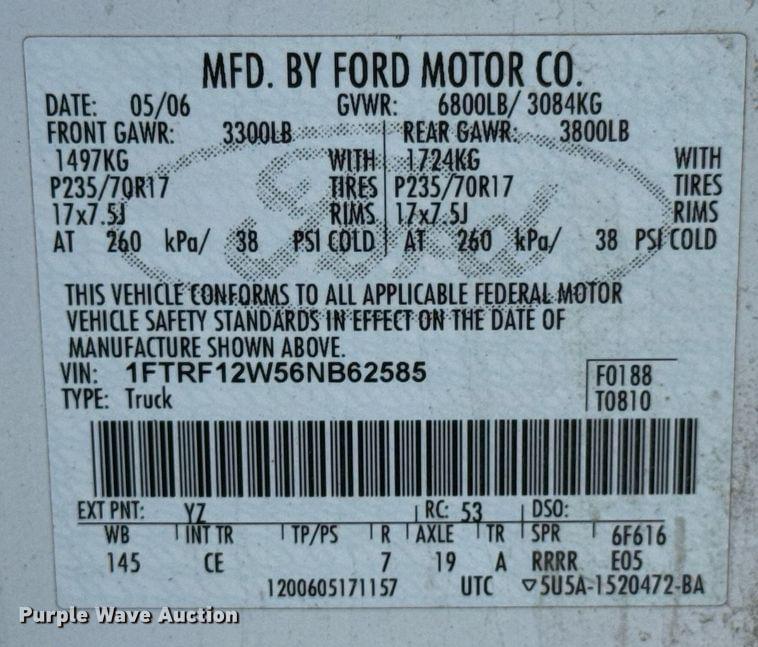 MFD. BY FORD MOTOR CO.
DATE: 05/06 GVWR: 6800LB/ 3084KG
FRONT GAWR: 3300LB REAR GAWR: 3800LB
1497KG WITH 1724KG WITH
P235/70R17 TIRES P235/70R17 TIRES
17x7.5J RIMS 17x7.5J RIMS
AT 260 kPa/ 38 PSI COLD AT 260 kPa/ 38 PSI COLD
Ford
THIS VEHICLE CONFORMS TO ALL APPLICABLE FEDERAL MOTOR
VEHICLE SAFETY STANDARDS IN EFFECT ON THE DATE OF
MANUFACTURE SHOWN ABOVE.
VIN: 1FTRF12W56NB62585 F0188
TYPE: Truck T0810
EXT PNT: YZ RC: 53 DSO:
WB INT TR TP/PS R AXLE TR SPR 6F616
145 CE 7 19 A RRRR E05
1200605171157 UTC ▽5U5A-1520472-BA
Purple Wave Auction